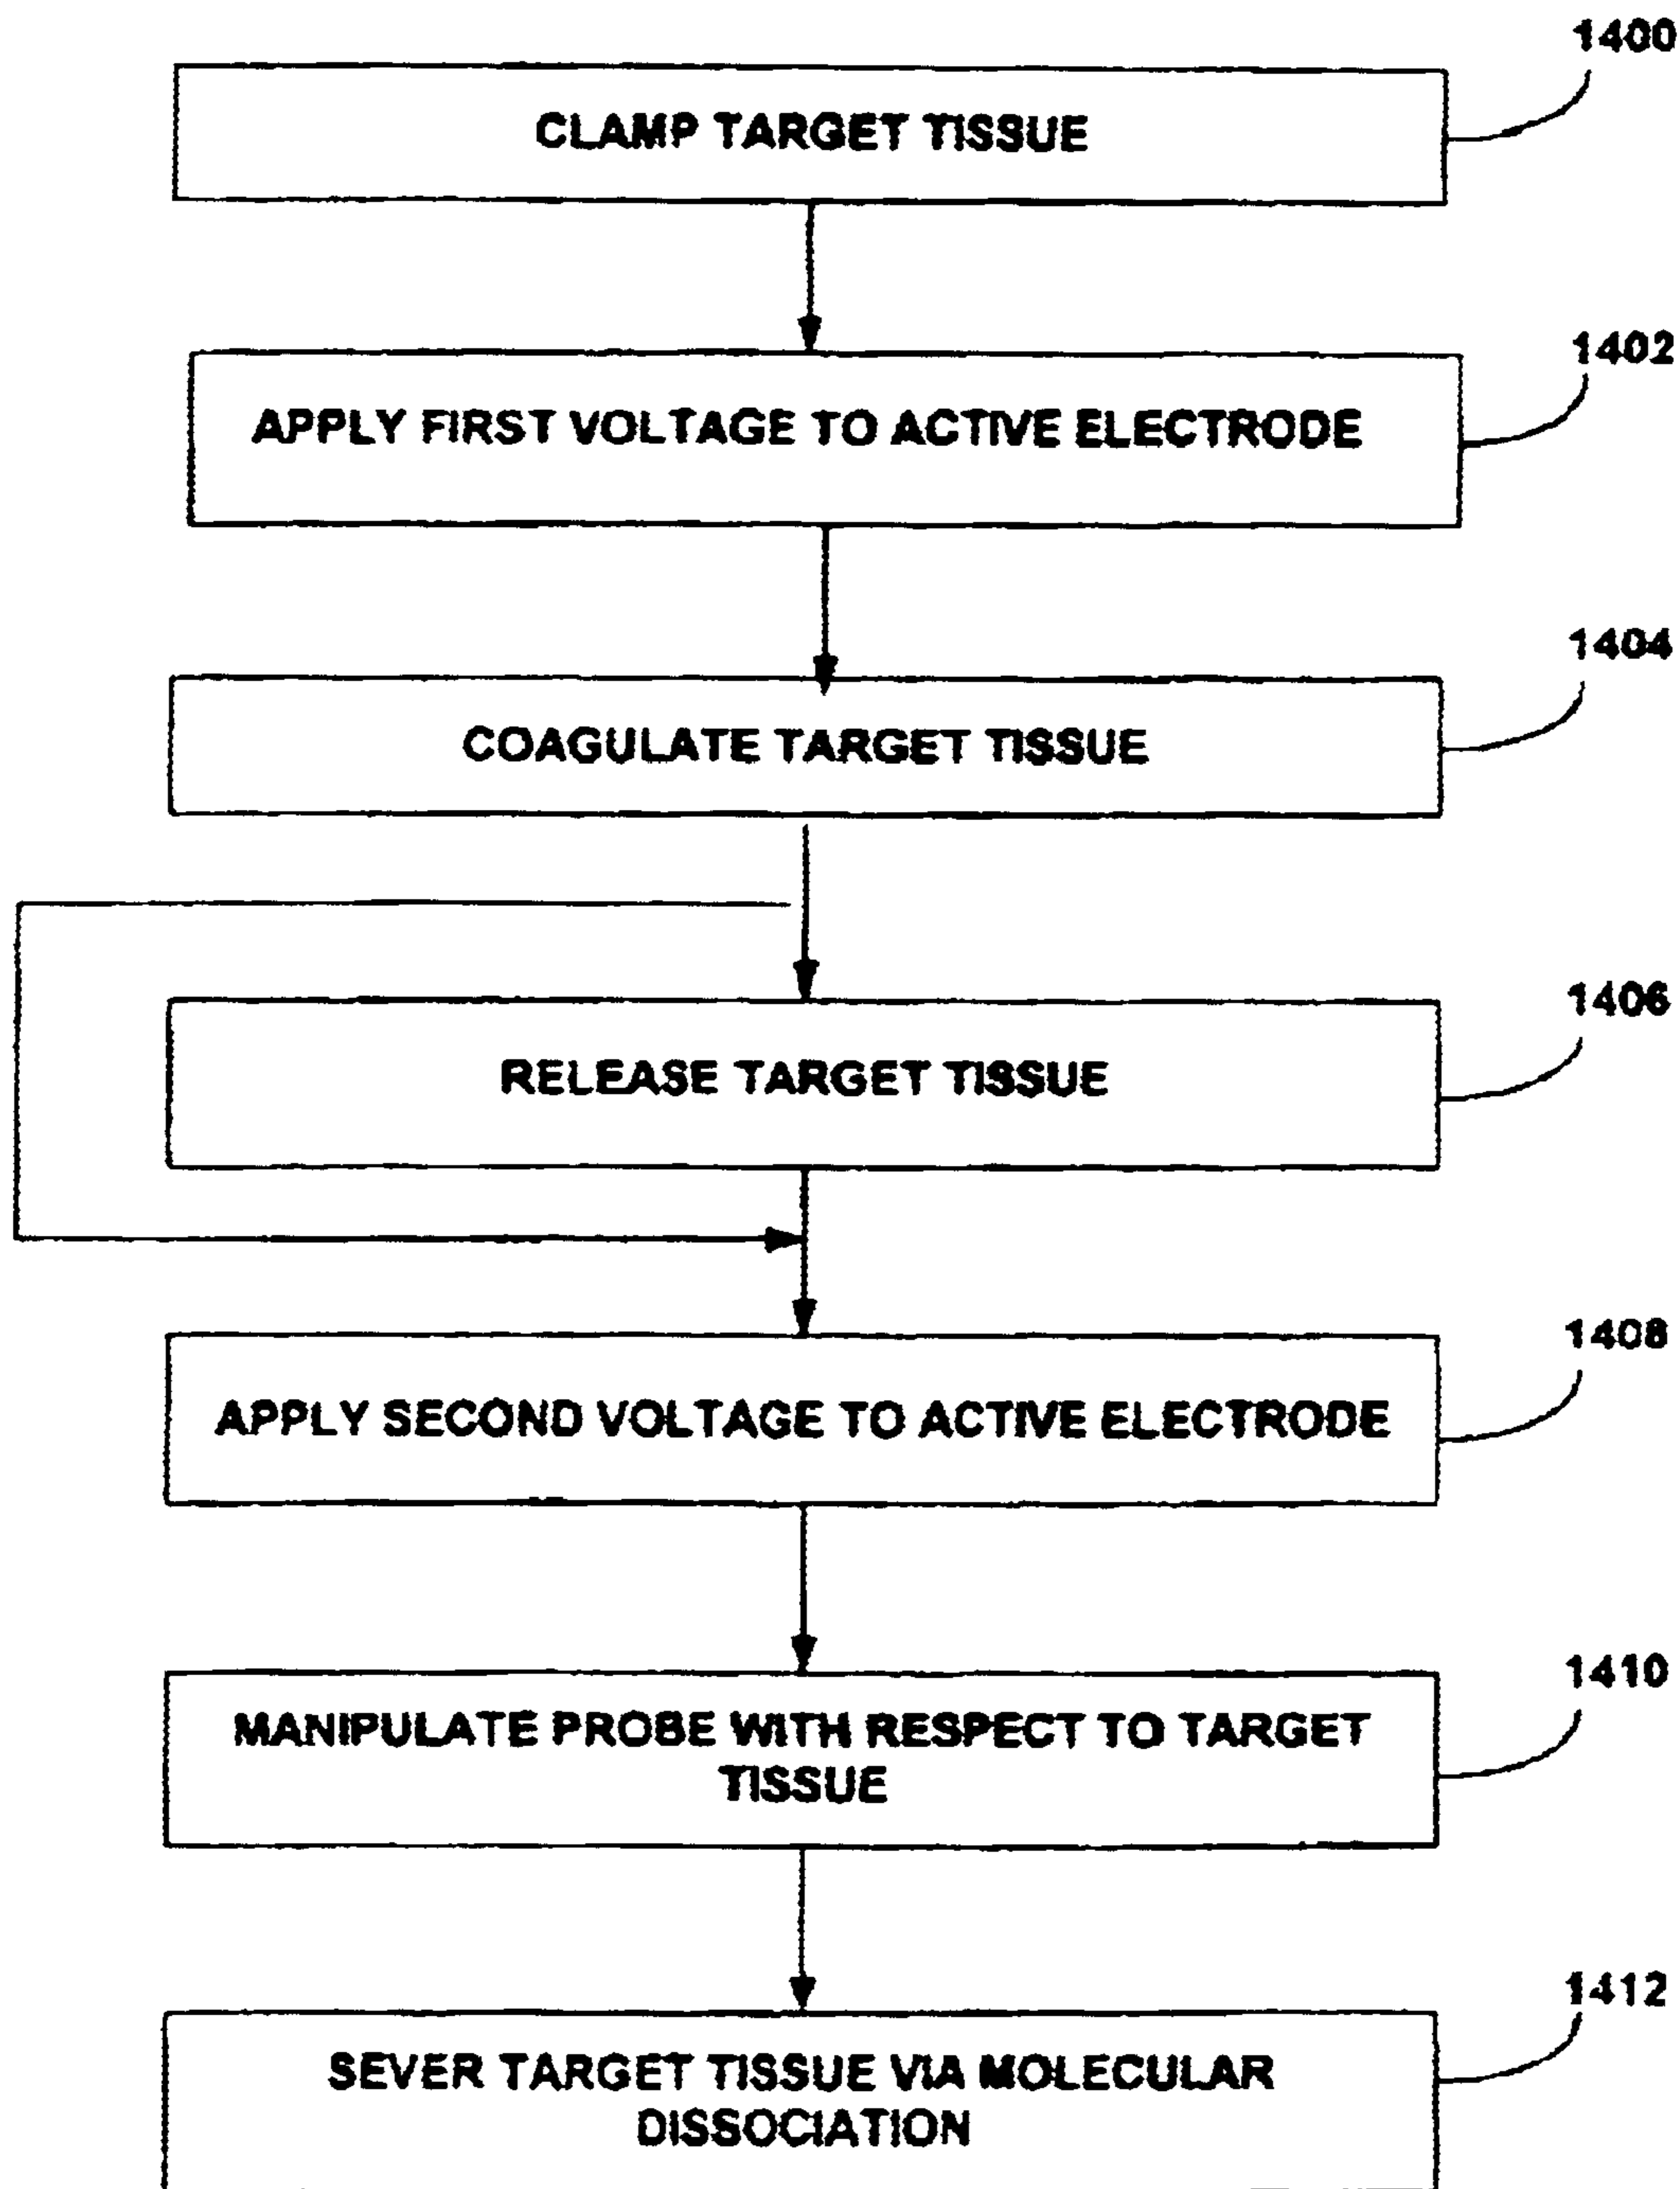 1400
CLAMP TARGET TISSUE
1402
APPLY FIRST VOLTAGE TO ACTIVE ELECTRODE
1404
COAGULATE TARGET TISSUE
1406
RELEASE TARGET TISSUE
1408
APPLY SECOND VOLTAGE TO ACTIVE ELECTRODE
1410
MANIPULATE PROBE WITH RESPECT TO TARGET
TISSUE
1412
SEVER TARGET TISSUE VIA MOLECULAR
DISSOCIATION